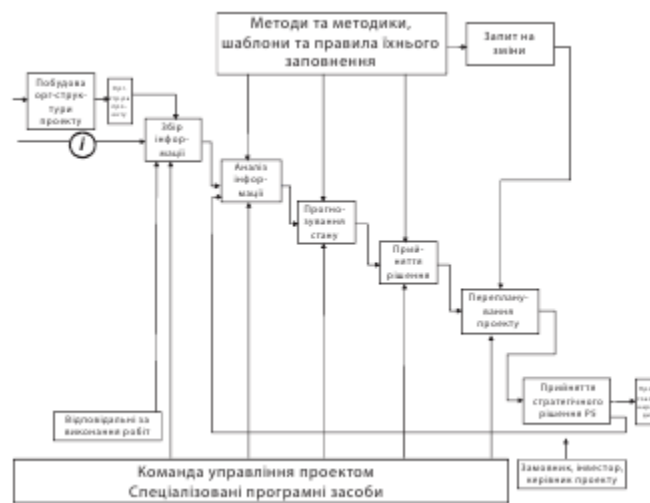 Методи та методики,
шаблони та правила їхнього
заповнення
Запит на
зміни
Побудова
орг-струк-
тури
проекту
Збір
інфор-
мації
i
Аналіз
інфор-
мації
Прогно-
зування
стану
Прий-
няття
рішення
Переплану-
вання
проекту
Прийняття
стратегічного
рішення PS
Відповідальні за
виконання робіт
Команда управління проектом
Спеціалізовані програмні засоби
Замовник, інвестор,
керівник проекту